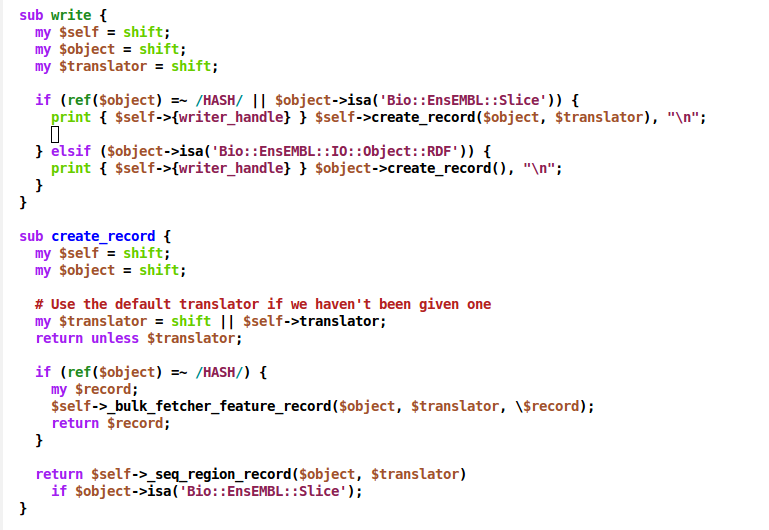 sub write {
  my $self = shift;
  my $object = shift;
  my $translator = shift;

  if (ref($object) =~ /HASH/ || $object->isa('Bio::EnsEMBL::Slice')) {
    print { $self->{writer_handle} } $self->create_record($object, $translator), "\n";

  } elsif ($object->isa('Bio::EnsEMBL::IO::Object::RDF')) {
    print { $self->{writer_handle} } $object->create_record(), "\n";
  }
}

sub create_record {
  my $self = shift;
  my $object = shift;

  # Use the default translator if we haven't been given one
  my $translator = shift || $self->translator;
  return unless $translator;

  if (ref($object) =~ /HASH/) {
    my $record;
    $self->_bulk_fetcher_feature_record($object, $translator, \$record);
    return $record;
  }

  return $self->_seq_region_record($object, $translator)
    if $object->isa('Bio::EnsEMBL::Slice');
}